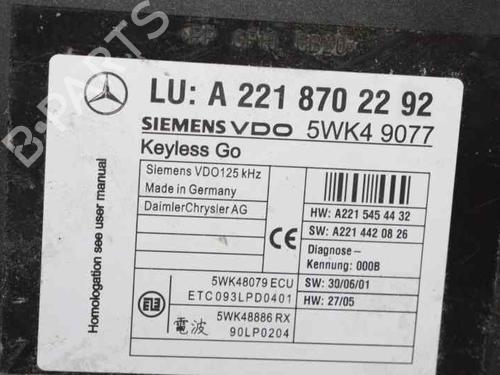 LU: A 221 870 22 92
SIEMENS VDO 5WK4 9077
Keyless Go
Siemens VDO125 kHz
Made in Germany
DaimlerChrysler AG
HW: A221 545 44 32
SW: A221 442 08 26
Diagnose -
Kennung: 000B
SW: 30/06/01
HW: 27/05
CE
5WK48079 ECU
ETC093LPD0401
5WK48886 RX
電波 90LP0204
Homologation see user manual